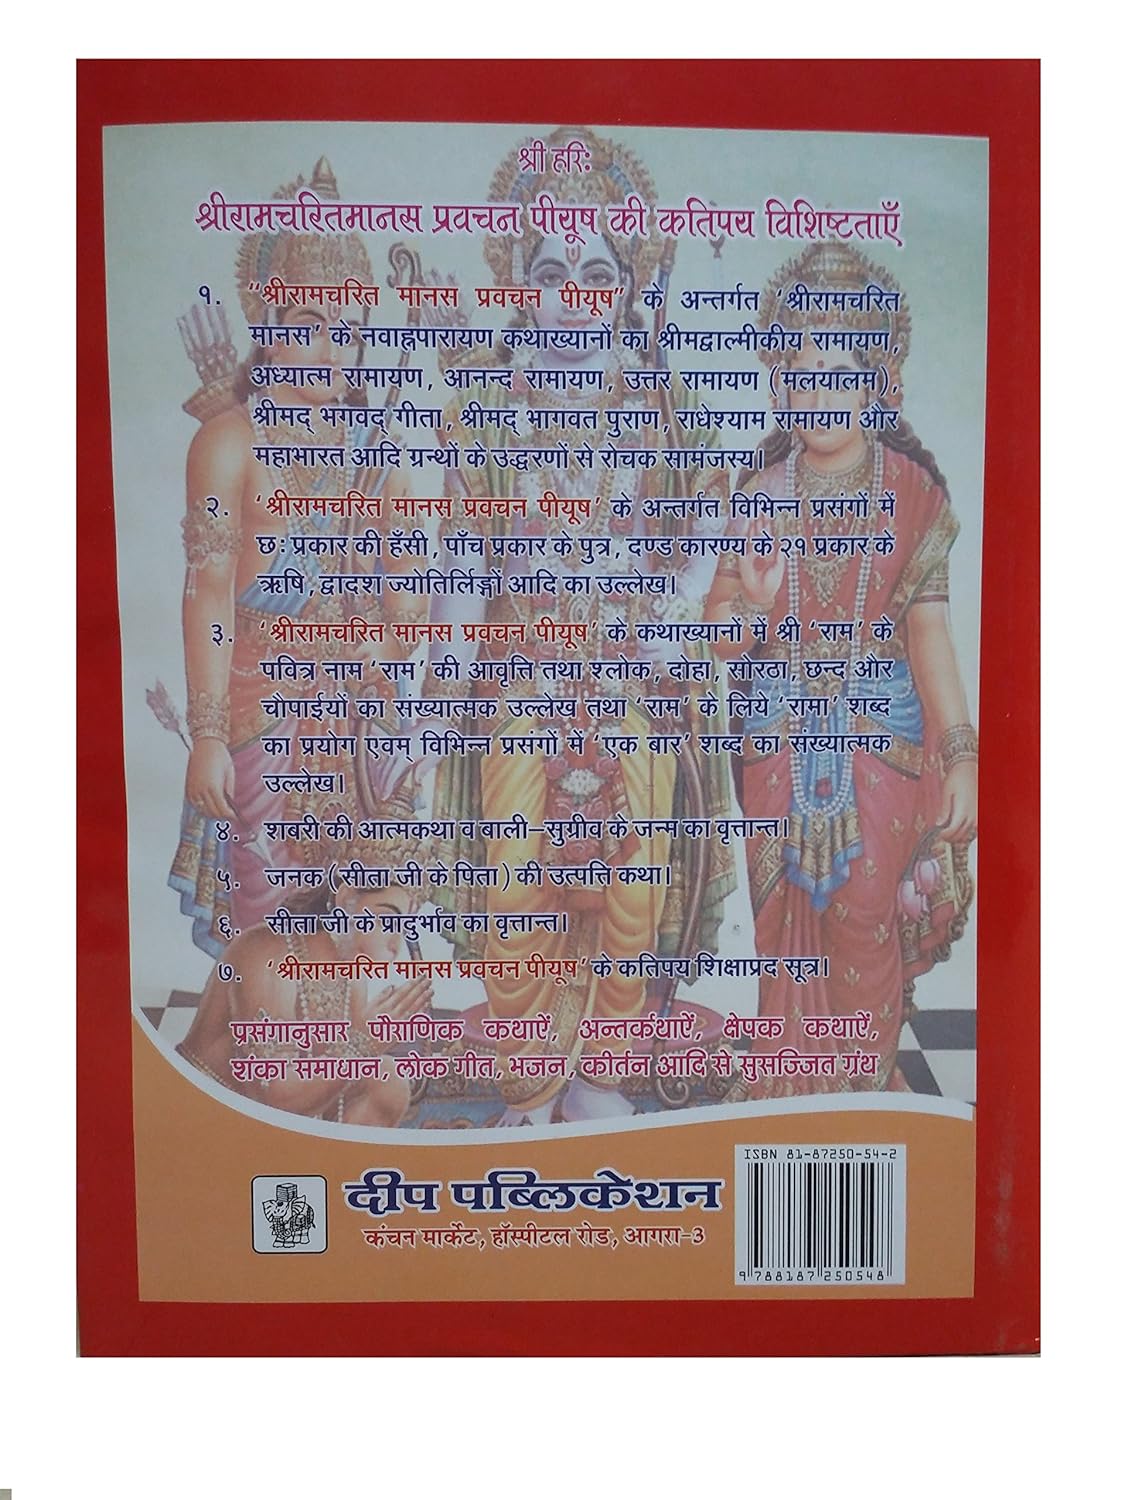 श्री हरिः
श्रीरामचरितमानस प्रवचन पीयूष की कतिपय विशिष्टताएँ
१. "श्रीरामचरित मानस प्रवचन पीयूष" के अन्तर्गत 'श्रीरामचरित
मानस' के नवाह्नपारायण कथाख्यानों का श्रीमद्वाल्मीकीय रामायण,
अध्यात्म रामायण, आनन्द रामायण, उत्तर रामायण (मलयालम),
श्रीमद् भगवद् गीता, श्रीमद् भागवत पुराण, राधेश्याम रामायण और
महाभारत आदि ग्रन्थों के उद्धरणों से रोचक सामंजस्य।
२. 'श्रीरामचरित मानस प्रवचन पीयूष' के अन्तर्गत विभिन्न प्रसंगों में
छः प्रकार की हँसी, पाँच प्रकार के पुत्र, दण्ड कारण्य के २१ प्रकार के
ऋषि, द्वादश ज्योतिर्लिङ्गों आदि का उल्लेख।
३. 'श्रीरामचरित मानस प्रवचन पीयूष' के कथाख्यानों में श्री 'राम' के
पवित्र नाम 'राम' की आवृत्ति तथा श्लोक, दोहा, सोरठा, छन्द और
चौपाईयों का संख्यात्मक उल्लेख तथा 'राम' के लिये 'रामा' शब्द
का प्रयोग एवम् विभिन्न प्रसंगों में 'एक बार' शब्द का संख्यात्मक
उल्लेख।
४. शबरी की आत्मकथा व बाली-सुग्रीव के जन्म का वृत्तान्त।
५. जनक (सीता जी के पिता) की उत्पत्ति कथा।
६. सीता जी के प्रादुर्भाव का वृत्तान्त।
७. 'श्रीरामचरित मानस प्रवचन पीयूष' के कतिपय शिक्षाप्रद सूत्र।
प्रसंगानुसार पौराणिक कथाऐं, अन्तर्कथाऐं, क्षेपक कथाऐं,
शंका समाधान, लोक गीत, भजन, कीर्तन आदि से सुसज्जित ग्रंथ
ISBN 81-87250-54-2
दीप पब्लिकेशन
कंचन मार्केट, हॉस्पीटल रोड, आगरा-3
9 788187 250548